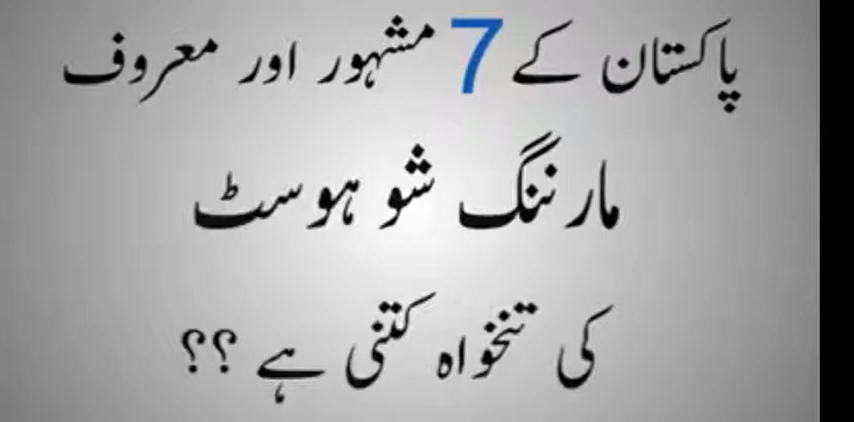 پاکستان کے 7 مشہور اور معروف
مارننگ شو ہوسٹ
کی تنخواہ کتنی ہے ؟؟